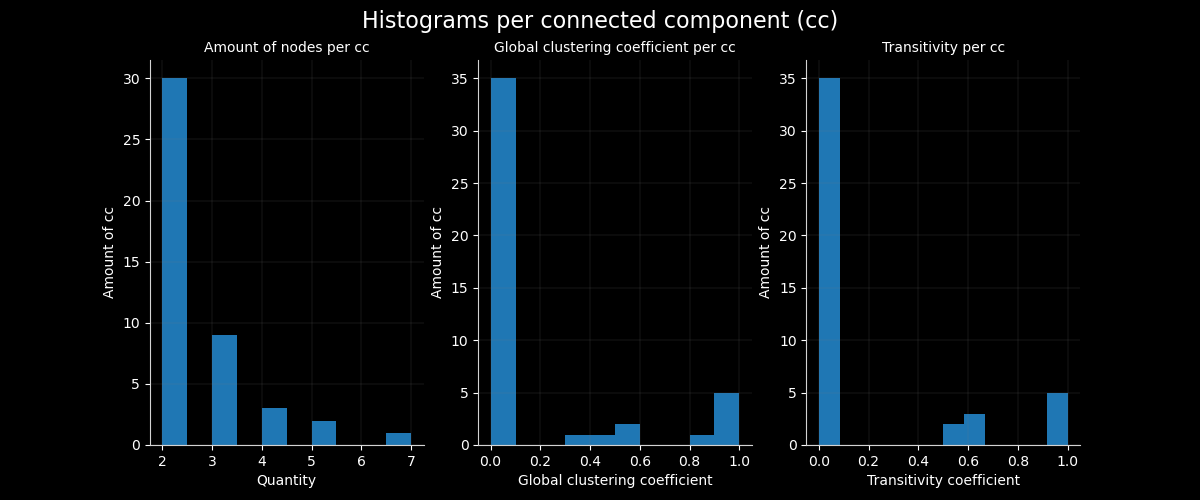 Histograms per connected component (cc)
Amount of nodes per cc
Global clustering coefficient per cc
Transitivity per cc
30
25
20
15
10
5
0
Amount of cc
2 3 4 5 6 7
Quantity
35
30
25
20
15
10
5
0
Amount of cc
0.0 0.2 0.4 0.6 0.8 1.0
Global clustering coefficient
35
30
25
20
15
10
5
0
Amount of cc
0.0 0.2 0.4 0.6 0.8 1.0
Transitivity coefficient